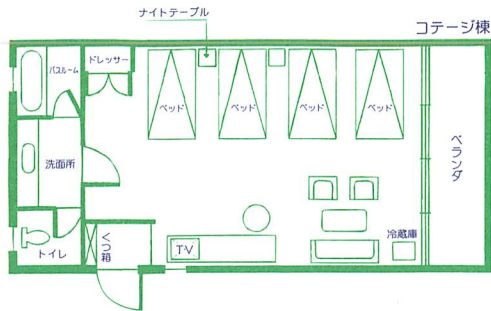 ナイトテーブル
コテージ棟
バスルーム
ドレッサー
ベッド
ベッド
ベッド
ベッド
洗面所
ベランダ
トイレ
くつ箱
T·V
冷蔵庫